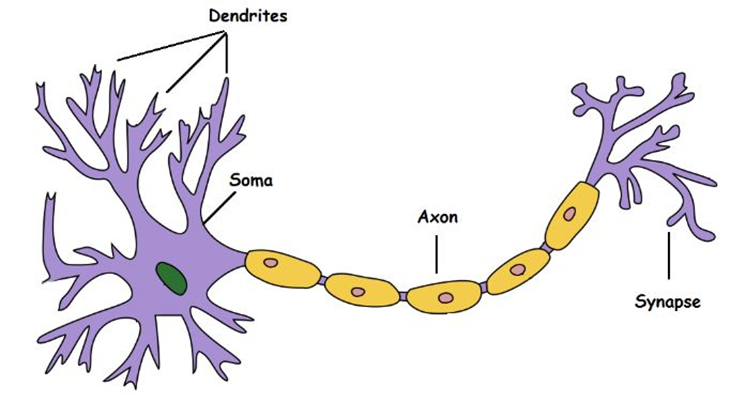 Dendrites
Soma
Axon
Synapse